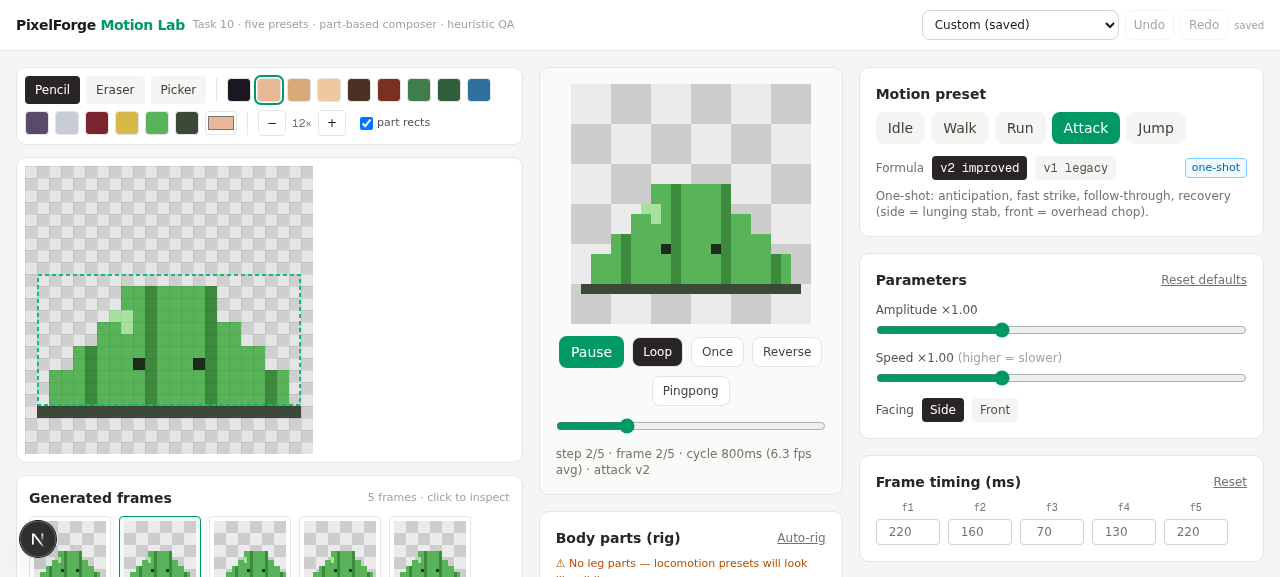 PixelForge Motion Lab Task 10 · five presets · part-based composer · heuristic QA
Custom (saved) Undo Redo saved
Pencil Eraser Picker
− 12× + part rects
Generated frames 5 frames · click to inspect
N
Pause Loop Once Reverse
Pingpong
step 2/5 · frame 2/5 · cycle 800ms (6.3 fps
avg) · attack v2
Body parts (rig) Auto-rig
⚠ No leg parts — locomotion presets will look
Motion preset
Idle Walk Run Attack Jump
Formula v2 improved v1 legacy one-shot
One-shot: anticipation, fast strike, follow-through, recovery
(side = lunging stab, front = overhead chop).
Parameters Reset defaults
Amplitude ×1.00
Speed ×1.00 (higher = slower)
Facing Side Front
Frame timing (ms) Reset
f1 f2 f3 f4 f5
220 160 70 130 220